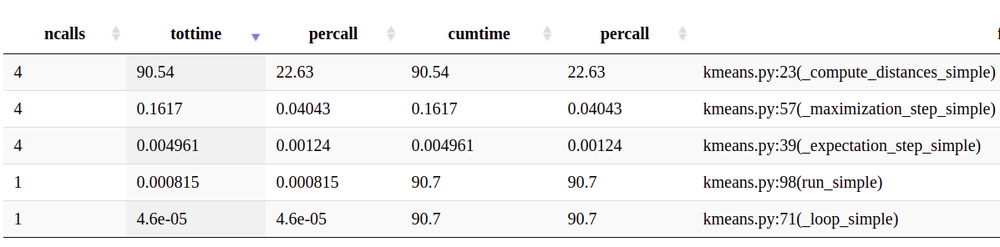 ncalls tottime percall cumtime percall
4 90.54 22.63 90.54 22.63 kmeans.py:23(_compute_distances_simple)
4 0.1617 0.04043 0.1617 0.04043 kmeans.py:57(_maximization_step_simple)
4 0.004961 0.00124 0.004961 0.00124 kmeans.py:39(_expectation_step_simple)
1 0.000815 0.000815 90.7 90.7 kmeans.py:98(run_simple)
1 4.6e-05 4.6e-05 90.7 90.7 kmeans.py:71(_loop_simple)